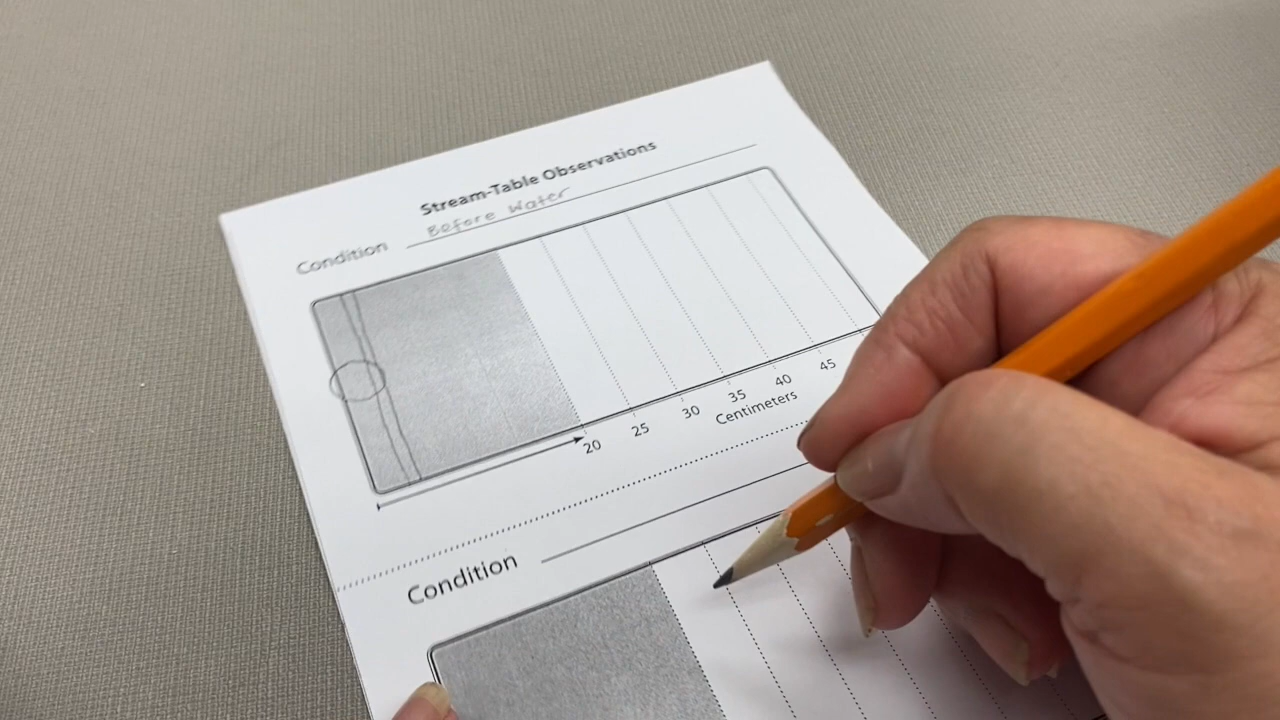 Stream-Table Observations
Condition Before Water
20 25 30 35 40 45
Centimeters
Condition